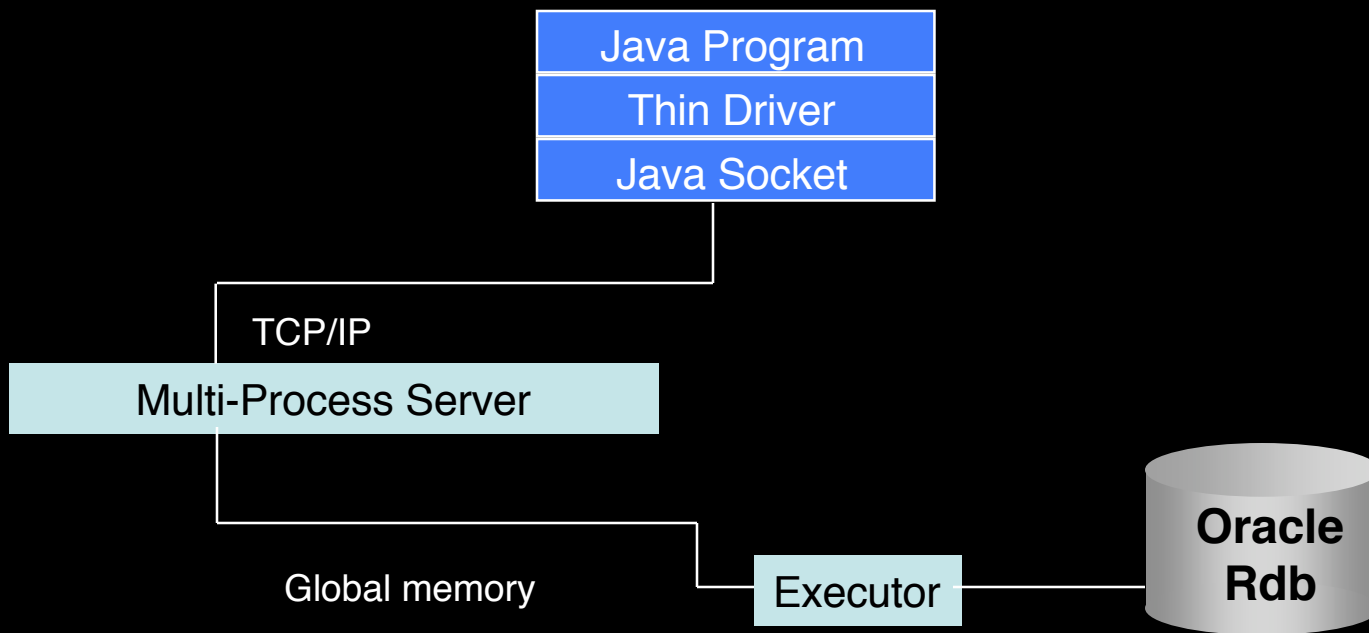 Java Program
Thin Driver
Java Socket
TCP/IP
Multi-Process Server
Global memory
Executor
Oracle
Rdb